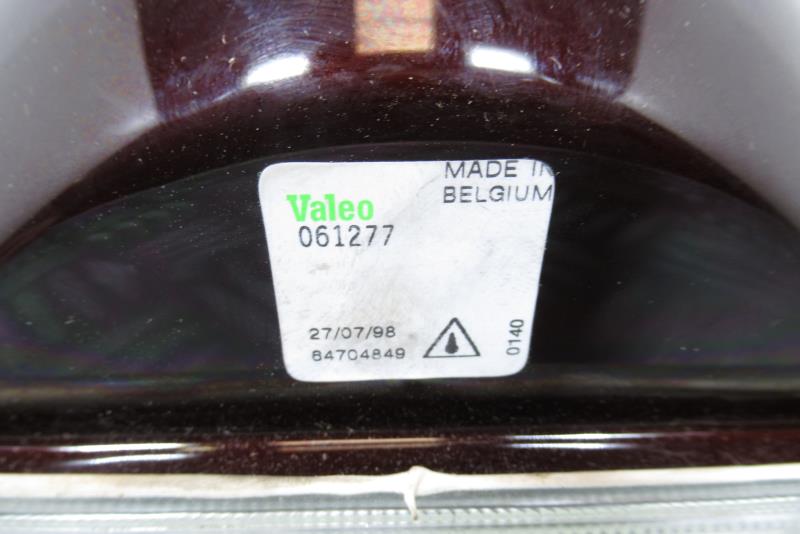 MADE IN
BELGIUM
Valeo
061277
27/07/98
84704849
0140